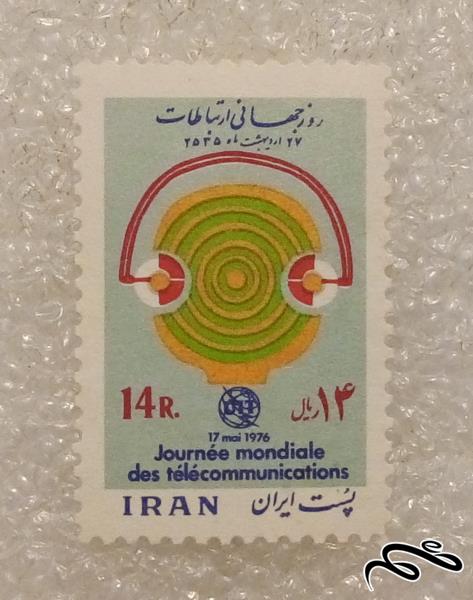 روز جهانی ارتباطات
۲۷ اردیبهشت ماه ۲۵۳۵
14R.
۱۴ ریال
17 mai 1976
Journée mondiale
des télécommunications
IRAN
پست ایران